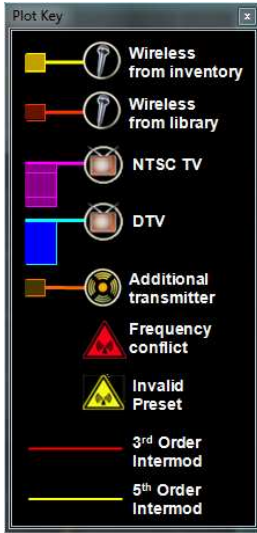 Plot Key
x
Wireless
from inventory
Wireless
from library
NTSC TV
DTV
Additional
transmitter
Frequency
conflict
Invalid
Preset
3rd Order
Intermod
5th Order
Intermod